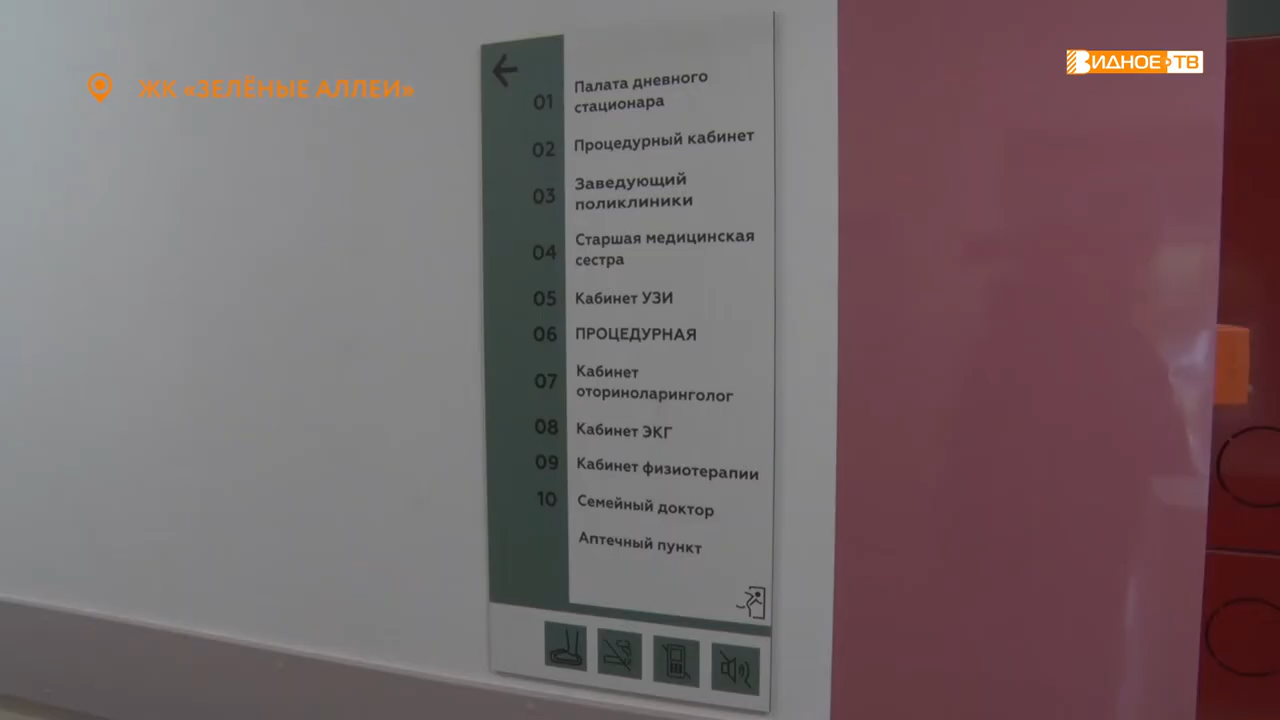 ЖК «ЗЕЛЁНЫЕ АЛЛЕИ»
ВИДНОЕ-ТВ
01 Палата дневного
стационара
02 Процедурный кабинет
03 Заведующий
поликлиники
04 Старшая медицинская
сестра
05 Кабинет УЗИ
06 ПРОЦЕДУРНАЯ
07 Кабинет
оториноларинголог
08 Кабинет ЭКГ
09 Кабинет физиотерапии
10 Семейный доктор
Аптечный пункт